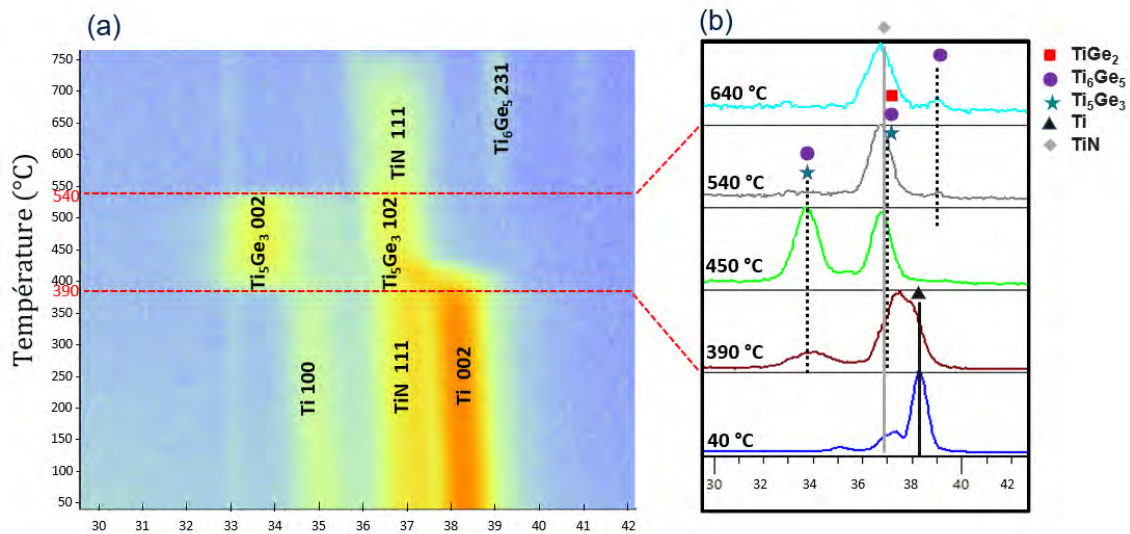 (a)
Température (°C)
750
700
650
600
550
540
500
450
400
390
350
300
250
200
150
100
50
Ti₆Ge₅ 231
TiN 111
Ti₅Ge₃ 002
Ti₅Ge₃ 102
Ti 100
TiN 111
Ti 002
30 31 32 33 34 35 36 37 38 39 40 41 42
(b)
640 °C
540 °C
450 °C
390 °C
40 °C
30 34 36 38 40 42
TiGe₂
Ti₆Ge₅
Ti₅Ge₃
Ti
TiN